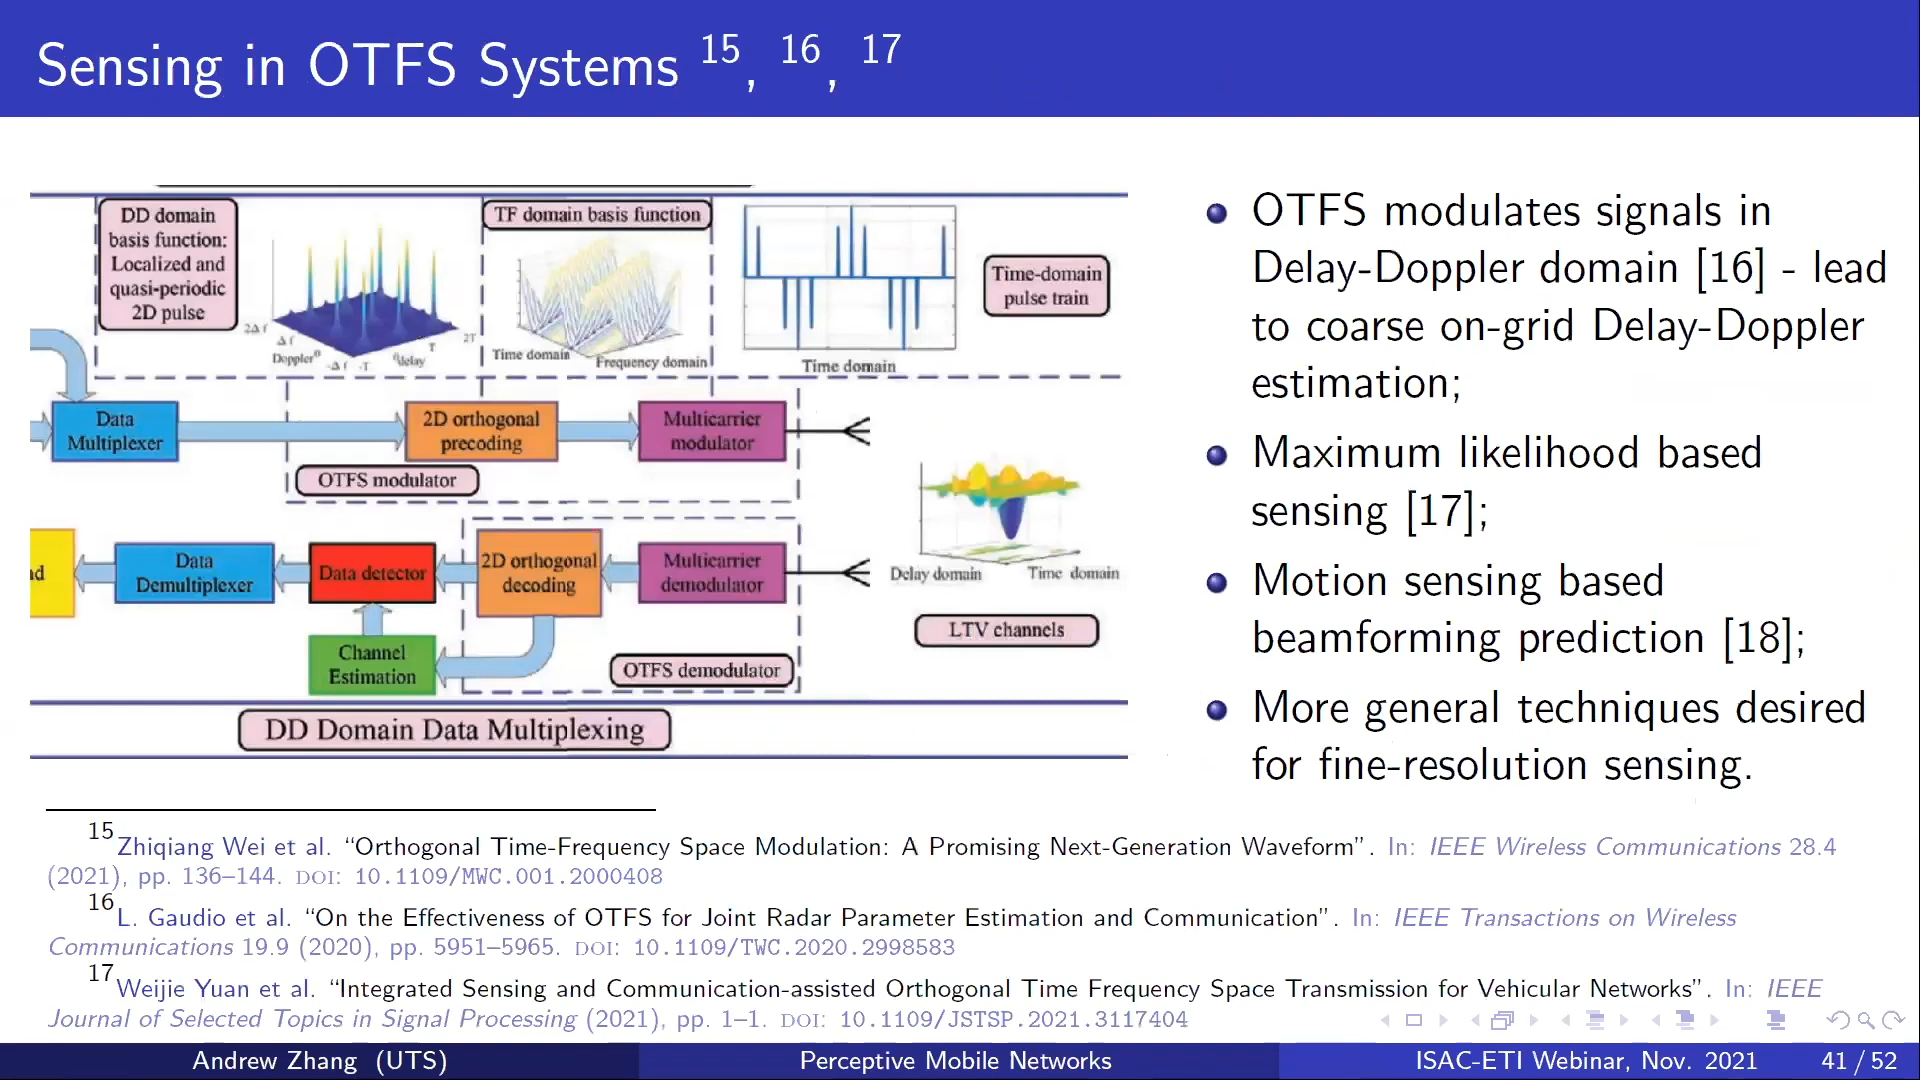 Sensing in OTFS Systems 15, 16, 17
DD domain
basis function:
Localized and
quasi-periodic
2D pulse
2Δ f
Δ f
Doppler 0
-Δ f
-T
0 delay
T
2T
TF domain basis function
Time domain
Frequency domain
Time domain
Time-domain
pulse train
Data
Multiplexer
2D orthogonal
precoding
Multicarrier
modulator
OTFS modulator
Data
Demultiplexer
Data detector
2D orthogonal
decoding
Multicarrier
demodulator
Channel
Estimation
OTFS demodulator
Delay domain
Time domain
LTV channels
DD Domain Data Multiplexing
OTFS modulates signals in
Delay-Doppler domain [16] - lead
to coarse on-grid Delay-Doppler
estimation;
Maximum likelihood based
sensing [17];
Motion sensing based
beamforming prediction [18];
More general techniques desired
for fine-resolution sensing.
15 Zhiqiang Wei et al. “Orthogonal Time-Frequency Space Modulation: A Promising Next-Generation Waveform”. In: IEEE Wireless Communications 28.4
(2021), pp. 136–144. DOI: 10.1109/MWC.001.2000408
16 L. Gaudio et al. “On the Effectiveness of OTFS for Joint Radar Parameter Estimation and Communication”. In: IEEE Transactions on Wireless
Communications 19.9 (2020), pp. 5951–5965. DOI: 10.1109/TWC.2020.2998583
17 Weijie Yuan et al. “Integrated Sensing and Communication-assisted Orthogonal Time Frequency Space Transmission for Vehicular Networks”. In: IEEE
Journal of Selected Topics in Signal Processing (2021), pp. 1–1. DOI: 10.1109/JSTSP.2021.3117404
Andrew Zhang (UTS)
Perceptive Mobile Networks
ISAC-ETI Webinar, Nov. 2021
41 / 52